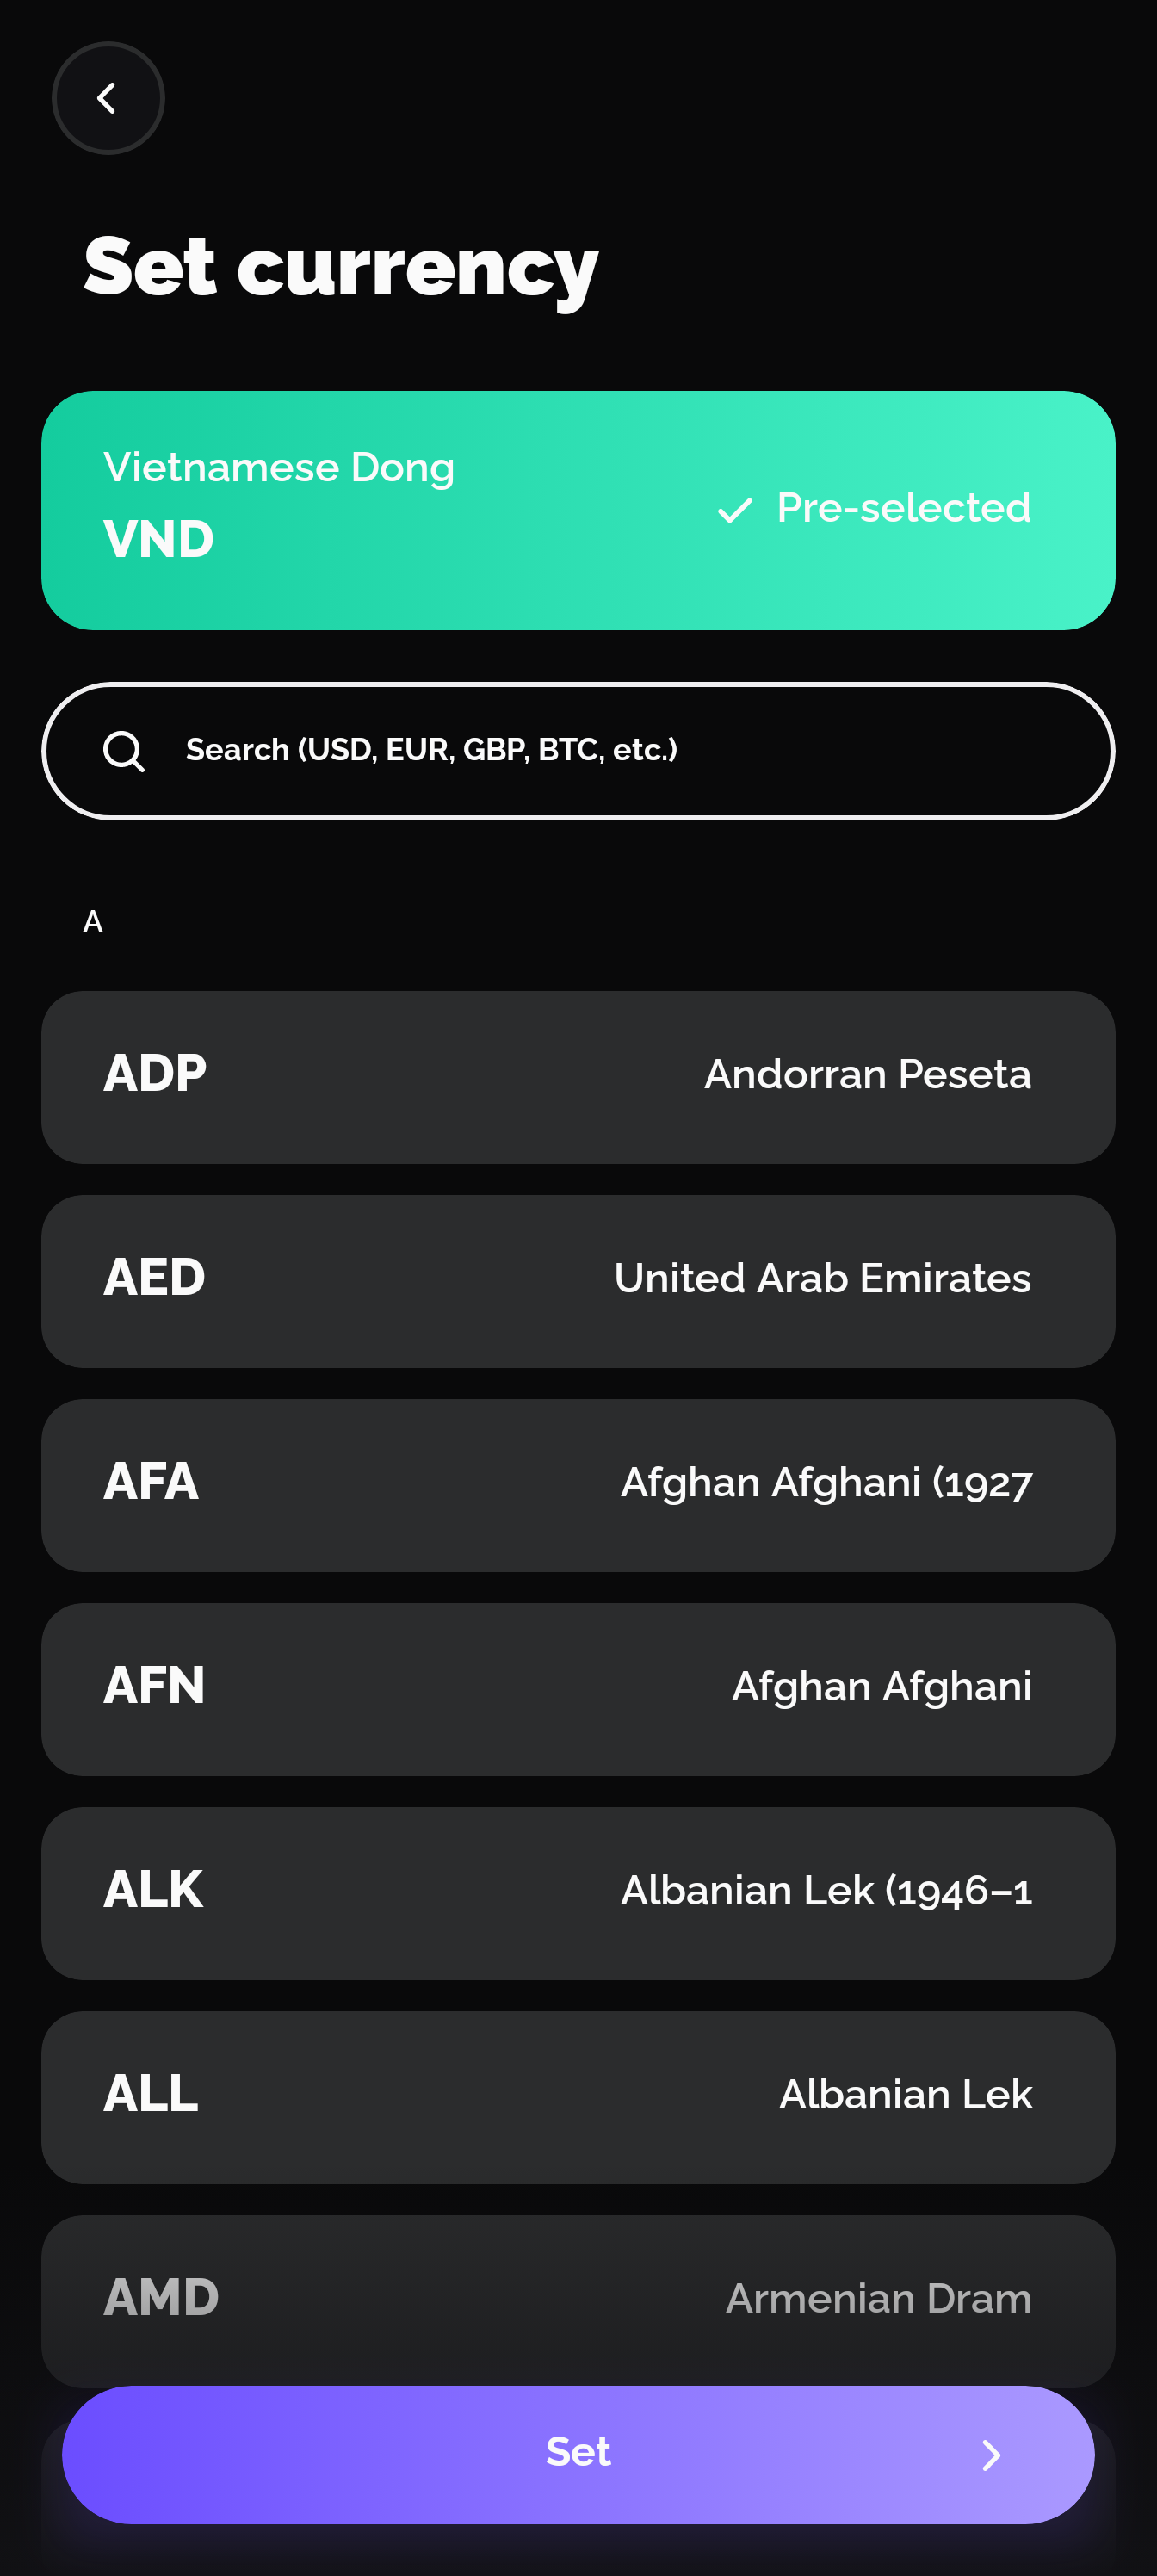 Set currency
Vietnamese Dong
VND
Pre-selected
Search (USD, EUR, GBP, BTC, etc.)
A
ADP Andorran Peseta
AED United Arab Emirates
AFA Afghan Afghani (1927
AFN Afghan Afghani
ALK Albanian Lek (1946–1
ALL Albanian Lek
AMD Armenian Dram
Set